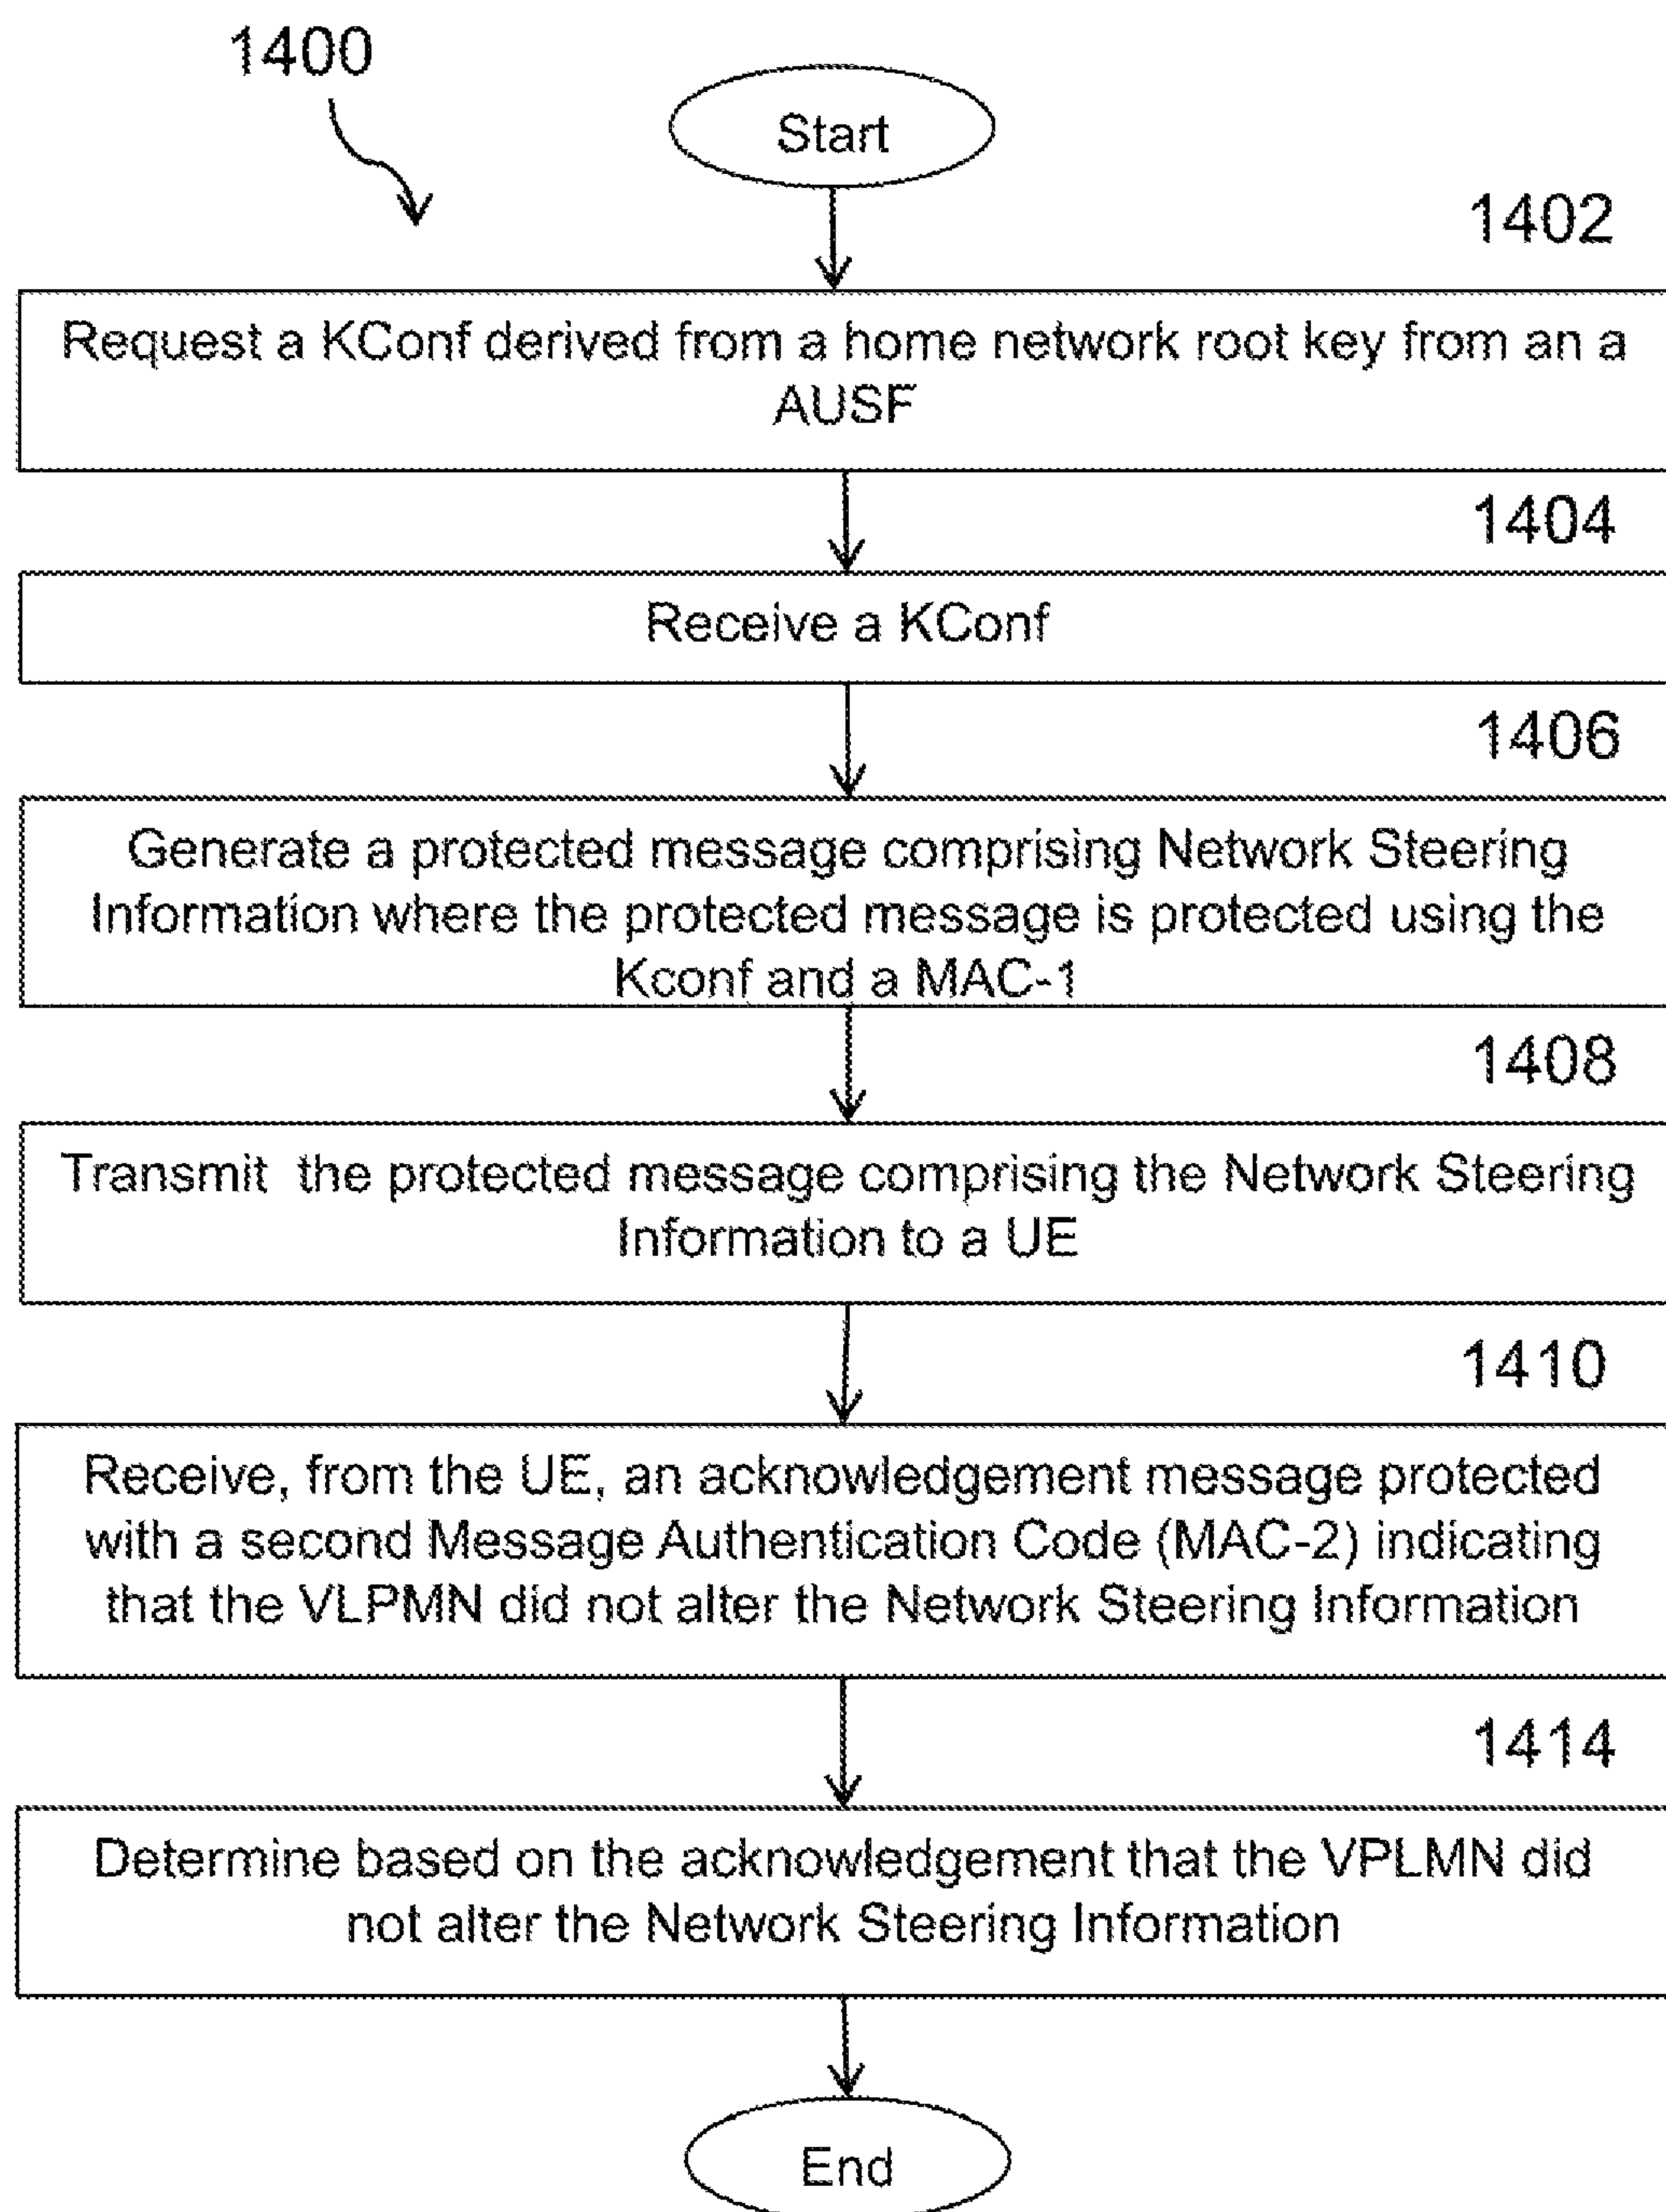 1400
Start
1402
Request a KConf derived from a home network root key from an a
AUSF
1404
Receive a KConf
1406
Generate a protected message comprising Network Steering
Information where the protected message is protected using the
Kconf and a MAC-1
1408
Transmit the protected message comprising the Network Steering
Information to a UE
1410
Receive, from the UE, an acknowledgement message protected
with a second Message Authentication Code (MAC-2) indicating
that the VLPMN did not alter the Network Steering Information
1414
Determine based on the acknowledgement that the VPLMN did
not alter the Network Steering Information
End